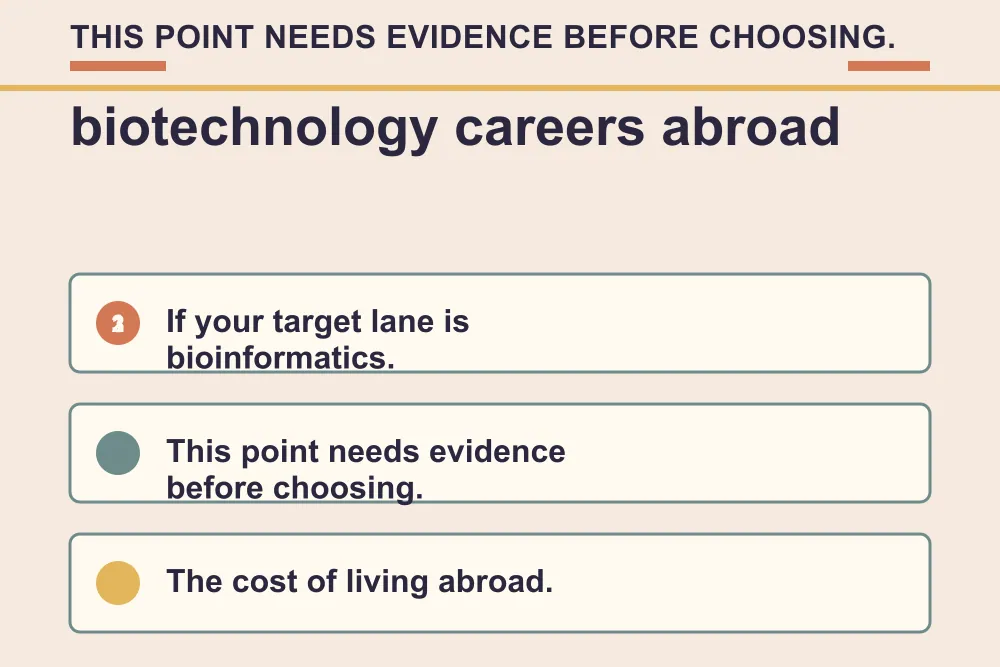 THIS POINT NEEDS EVIDENCE BEFORE CHOOSING.
biotechnology careers abroad
If your target lane is
bioinformatics.
This point needs evidence
before choosing.
The cost of living abroad.